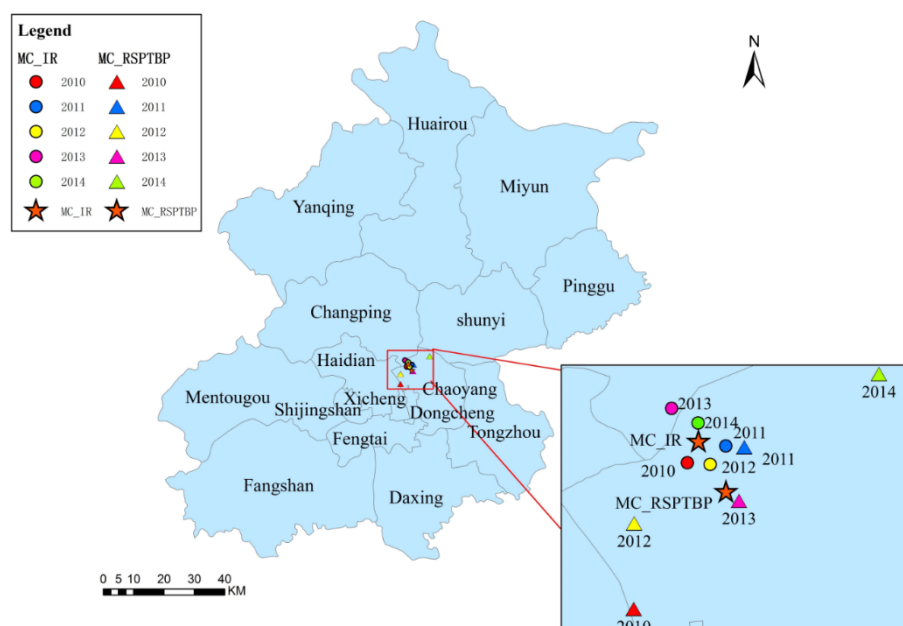 Legend
MC_IR MC_RSPTBP
2010 2010
2011 2011
2012 2012
2013 2013
2014 2014
MC_IR MC_RSPTBP
N
Huairou
Miyun
Yanqing
Pinggu
Changping
shunyi
Haidian
Mentougou
Xicheng
Chaoyang
Shijingshan
Dongcheng
Fengtai
Tongzhou
Fangshan
Daxing
0 5 10 20 30 40
KM
2014
2013
2014
MC_IR
2011
2010
2012
2011
MC_RSPTBP
2013
2012
2010